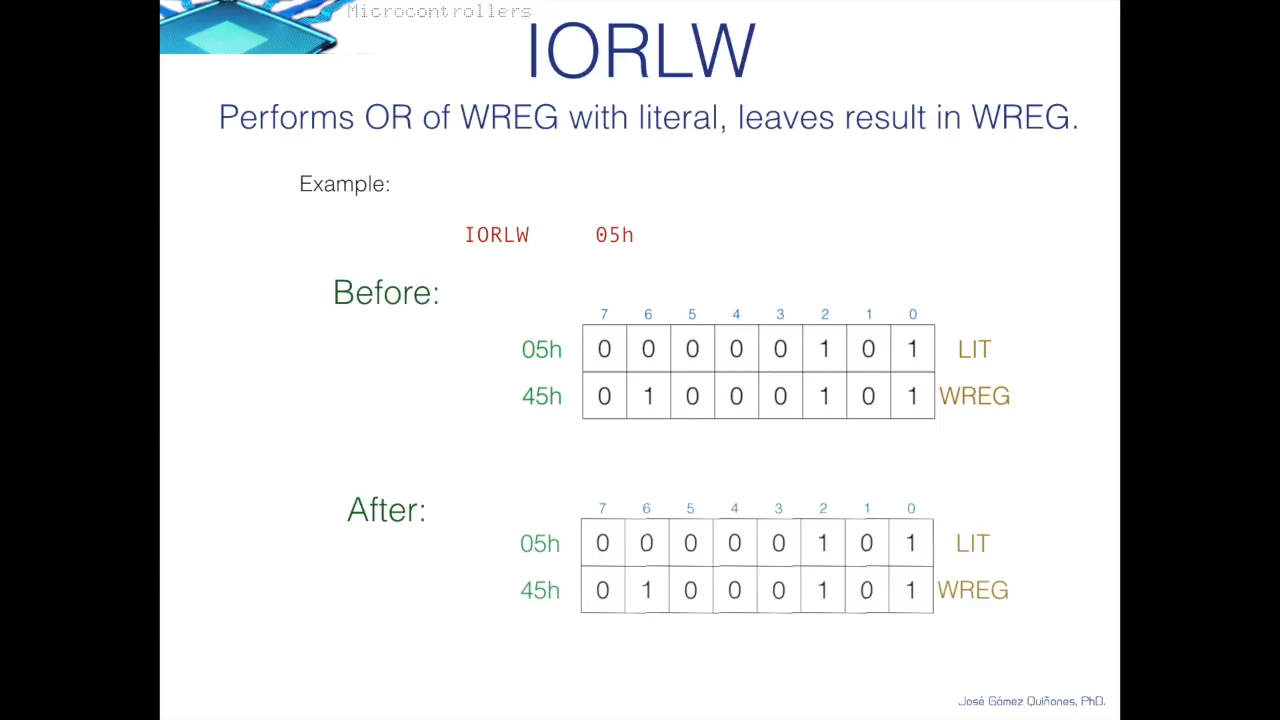 Microcontrollers
IORLW
Performs OR of WREG with literal, leaves result in WREG.
Example:
IORLW 05h
Before:
7 6 5 4 3 2 1 0
05h 0 0 0 0 0 1 0 1 LIT
45h 0 1 0 0 0 1 0 1 WREG
After:
7 6 5 4 3 2 1 0
05h 0 0 0 0 0 1 0 1 LIT
45h 0 1 0 0 0 1 0 1 WREG
José Gómez Quiñones, PhD.